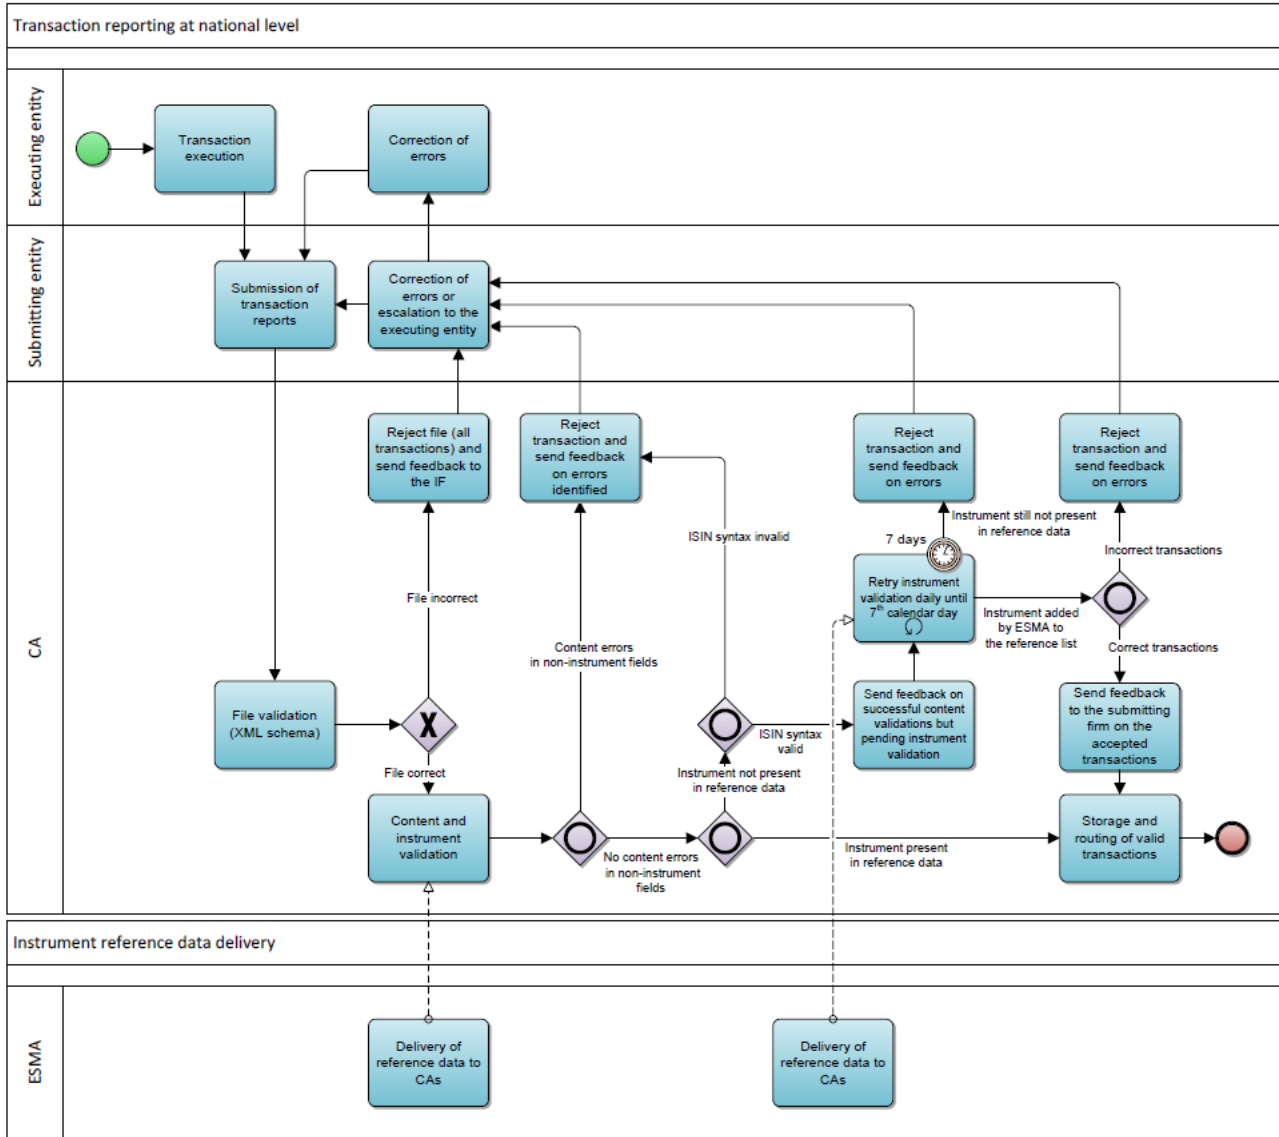 Transaction reporting at national level
Executing entity
Transaction
execution
Correction of
errors
Submitting entity
Submission of
transaction
reports
Correction of
errors or
escalation to the
executing entity
CA
Reject file (all
transactions) and
send feedback to
the IF
Reject
transaction and
send feedback
on errors
identified
Reject
transaction and
send feedback
on errors
Reject
transaction and
send feedback
on errors
Instrument still not present
in reference data
7 days
ISIN syntax invalid
Incorrect transactions
File incorrect
Retry instrument
validation daily until
7th calendar day
Instrument added
by ESMA to
the reference list
Content errors
in non-instrument fields
Correct transactions
File validation
(XML schema)
X
Send feedback on
successful content
validations but
pending instrument
validation
Send feedback
to the submitting
firm on the
accepted
transactions
ISIN syntax
valid
File correct
Instrument not present
in reference data
Content and
instrument
validation
Storage and
routing of valid
transactions
No content errors
in non-instrument
fields
Instrument present
in reference data
Instrument reference data delivery
ESMA
Delivery of
reference data to
CAs
Delivery of
reference data to
CAs